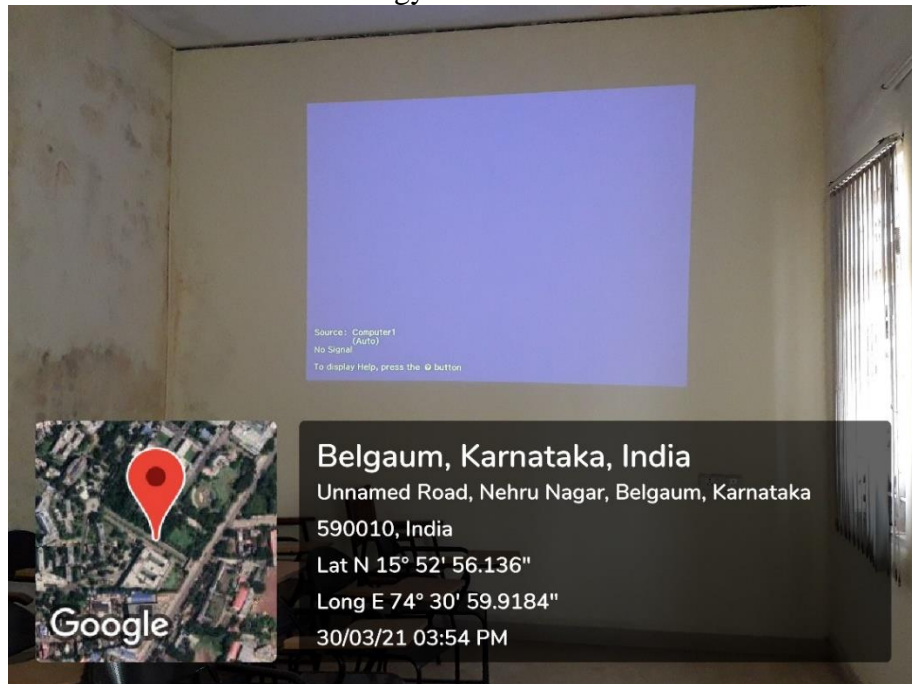 gy
Source: Computer1
(Auto)
No Signal
To display Help, press the ? button
Belgaum, Karnataka, India
Unnamed Road, Nehru Nagar, Belgaum, Karnataka
590010, India
Lat N 15° 52' 56.136"
Long E 74° 30' 59.9184"
30/03/21 03:54 PM
Google